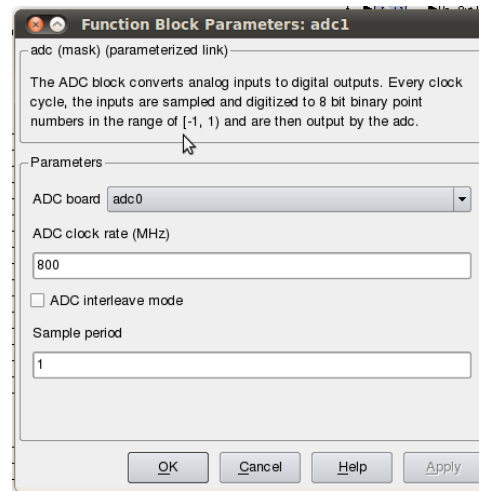 Function Block Parameters: adc1
adc (mask) (parameterized link)
The ADC block converts analog inputs to digital outputs. Every clock
cycle, the inputs are sampled and digitized to 8 bit binary point
numbers in the range of [-1, 1) and are then output by the adc.
Parameters
ADC board adc0
ADC clock rate (MHz)
800
ADC interleave mode
Sample period
1
OK Cancel Help Apply